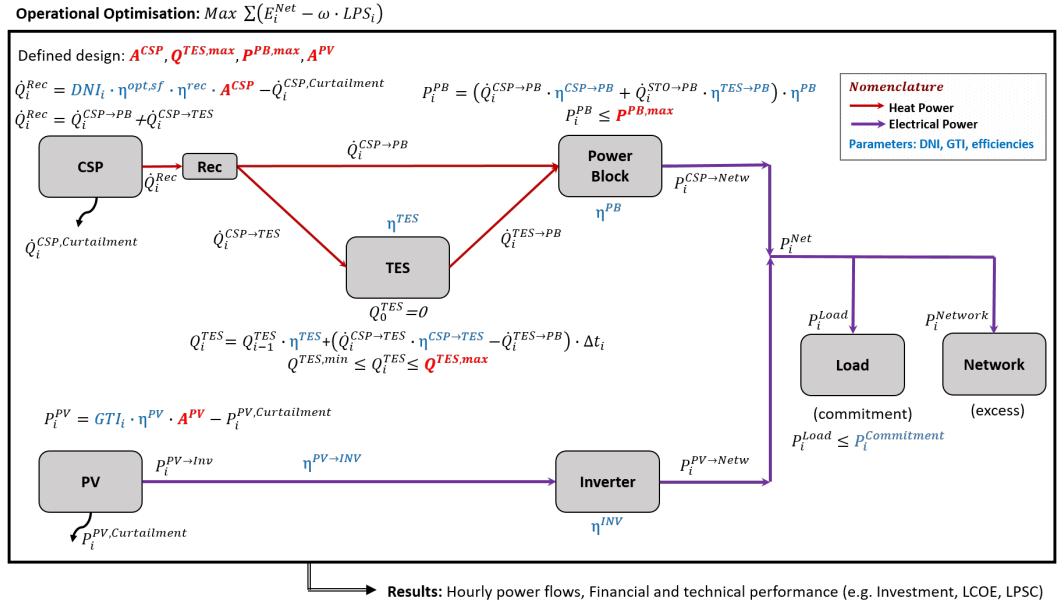 Operational Optimisation: Max ∑(E_i^Net − ω · LPS_i)
Defined design: A^CSP, Q^TES,max, P^PB,max, A^PV
Q̇_i^Rec = DNI_i · η^opt,sf · η^rec · A^CSP − Q̇_i^CSP,Curtailment
Q̇_i^Rec = Q̇_i^CSP→PB + Q̇_i^CSP→TES
P_i^PB = (Q̇_i^CSP→PB · η^CSP→PB + Q̇_i^STO→PB · η^TES→PB) · η^PB
P_i^PB ≤ P^PB,max
Nomenclature
Heat Power
Electrical Power
Parameters: DNI, GTI, efficiencies
CSP
Q̇_i^Rec
Rec
Q̇_i^CSP→PB
Power
Block
η^PB
P_i^CSP→Netw
Q̇_i^CSP,Curtailment
Q̇_i^CSP→TES
η^TES
TES
Q̇_i^TES→PB
Q_0^TES=0
P_i^Net
Q_i^TES = Q_i-1^TES · η^TES + (Q̇_i^CSP→TES · η^CSP→TES − Q̇_i^TES→PB) · Δt_i
Q^TES,min ≤ Q_i^TES ≤ Q^TES,max
P_i^Load
P_i^Network
Load
Network
(commitment)
(excess)
P_i^Load ≤ P_i^Commitment
P_i^PV = GTI_i · η^PV · A^PV − P_i^PV,Curtailment
PV
P_i^PV→Inv
η^PV→INV
Inverter
η^INV
P_i^PV→Netw
P_i^PV,Curtailment
Results: Hourly power flows, Financial and technical performance (e.g. Investment, LCOE, LPSC)